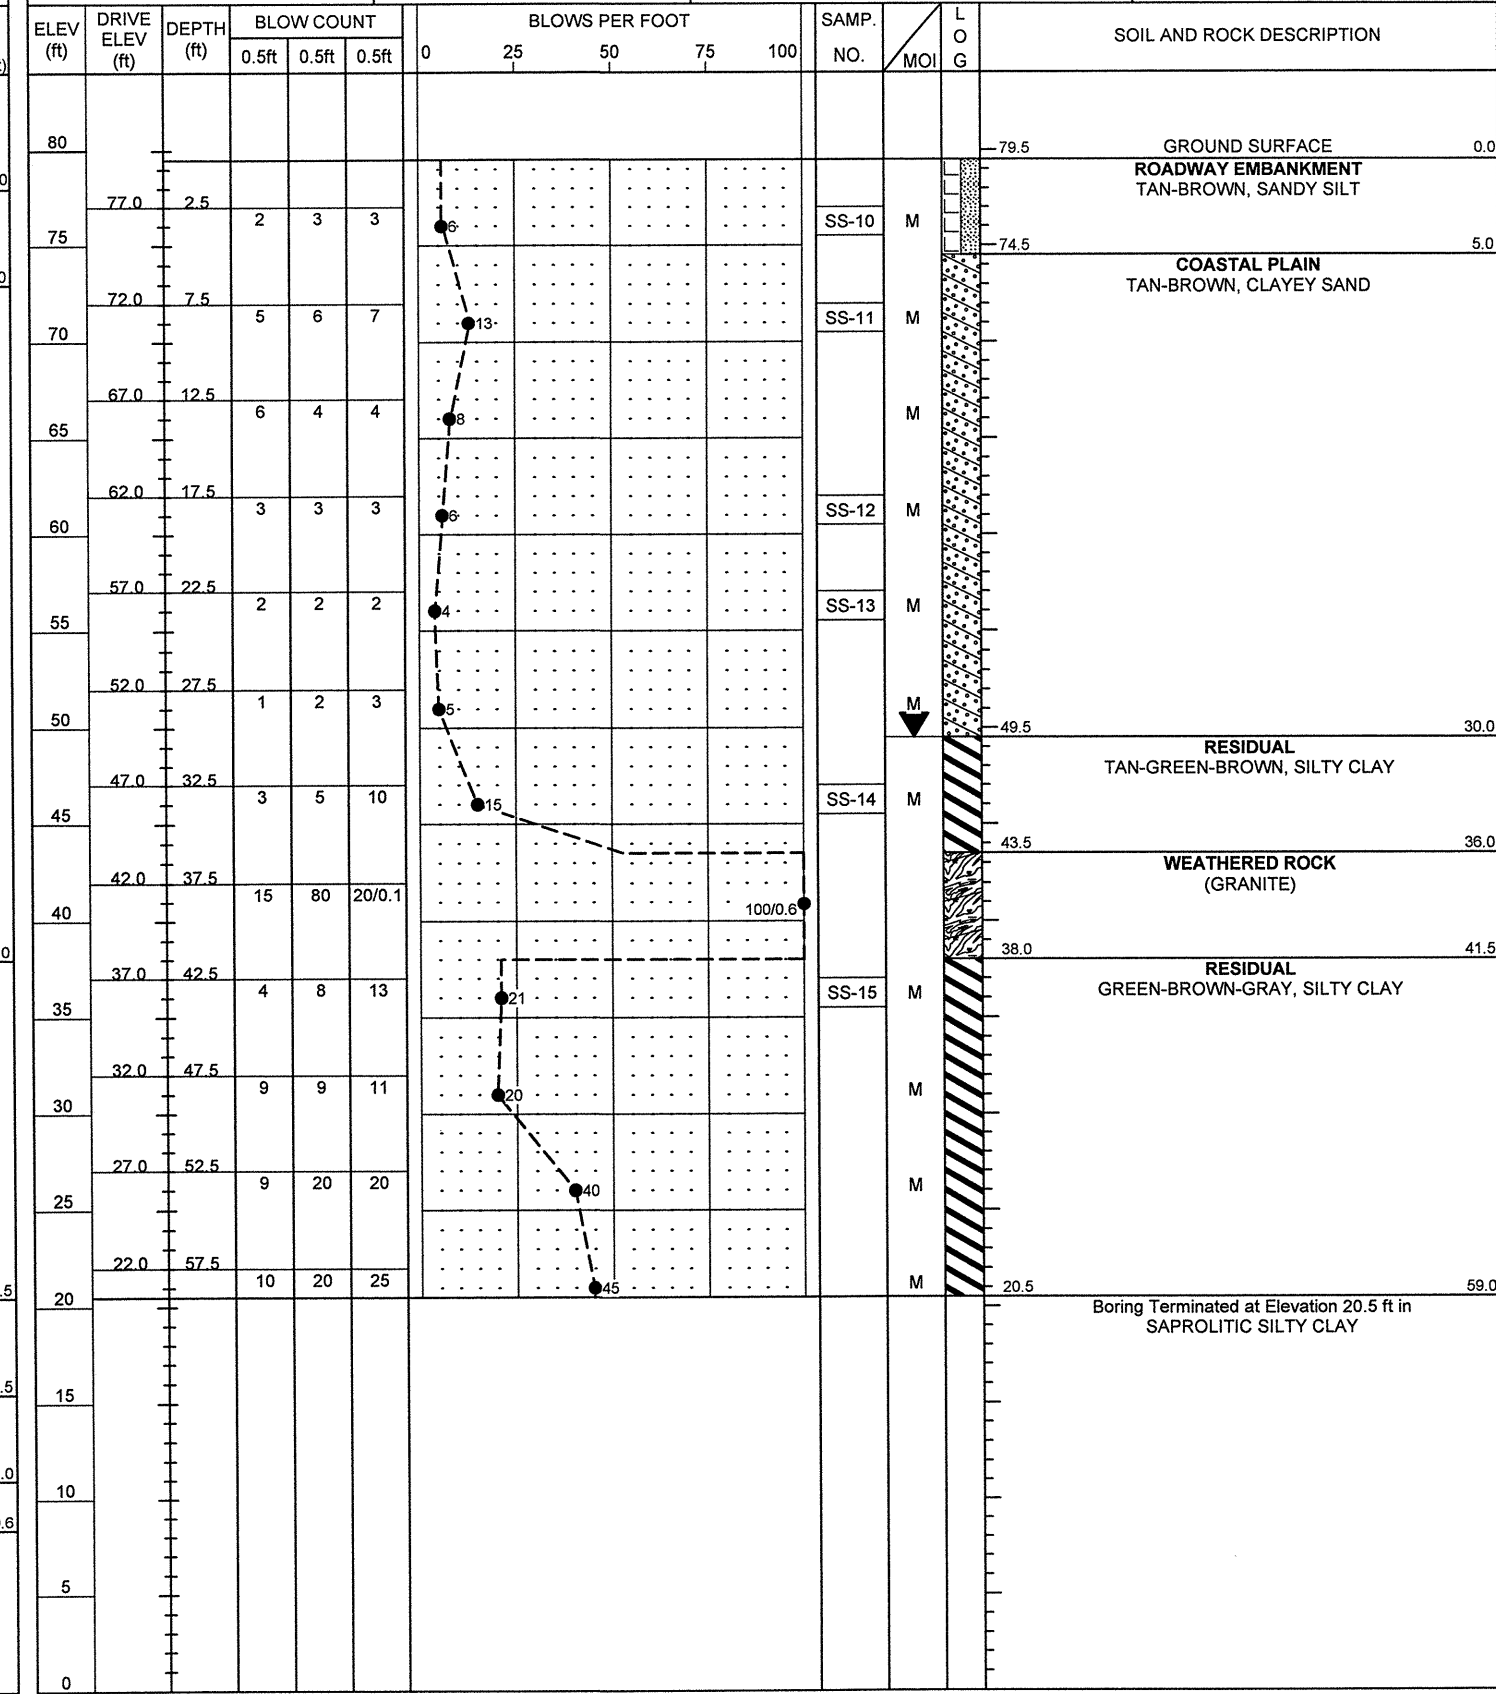 ELEV (ft) DRIVE ELEV (ft) DEPTH (ft) BLOW COUNT BLOWS PER FOOT SAMP. NO. MOI LOG SOIL AND ROCK DESCRIPTION
0.5ft 0.5ft 0.5ft 0 25 50 75 100
80 79.5 GROUND SURFACE 0.0
ROADWAY EMBANKMENT
TAN-BROWN, SANDY SILT
77.0 2.5
2 3 3 6 SS-10 M
75 74.5 5.0
COASTAL PLAIN
TAN-BROWN, CLAYEY SAND
72.0 7.5
5 6 7 13 SS-11 M
70
67.0 12.5
6 4 4 8 M
65
62.0 17.5
3 3 3 6 SS-12 M
60
57.0 22.5
2 2 2 4 SS-13 M
55
52.0 27.5
1 2 3 5 M
50 49.5 30.0
RESIDUAL
TAN-GREEN-BROWN, SILTY CLAY
47.0 32.5
3 5 10 15 SS-14 M
45 43.5 36.0
WEATHERED ROCK
(GRANITE)
42.0 37.5
15 80 20/0.1 100/0.6
40 38.0 41.5
RESIDUAL
GREEN-BROWN-GRAY, SILTY CLAY
37.0 42.5
4 8 13 21 SS-15 M
35
32.0 47.5
9 9 11 20 M
30
27.0 52.5
9 20 20 40 M
25
22.0 57.5
10 20 25 45 M
20 20.5 59.0
Boring Terminated at Elevation 20.5 ft in
SAPROLITIC SILTY CLAY
15
10
5
0